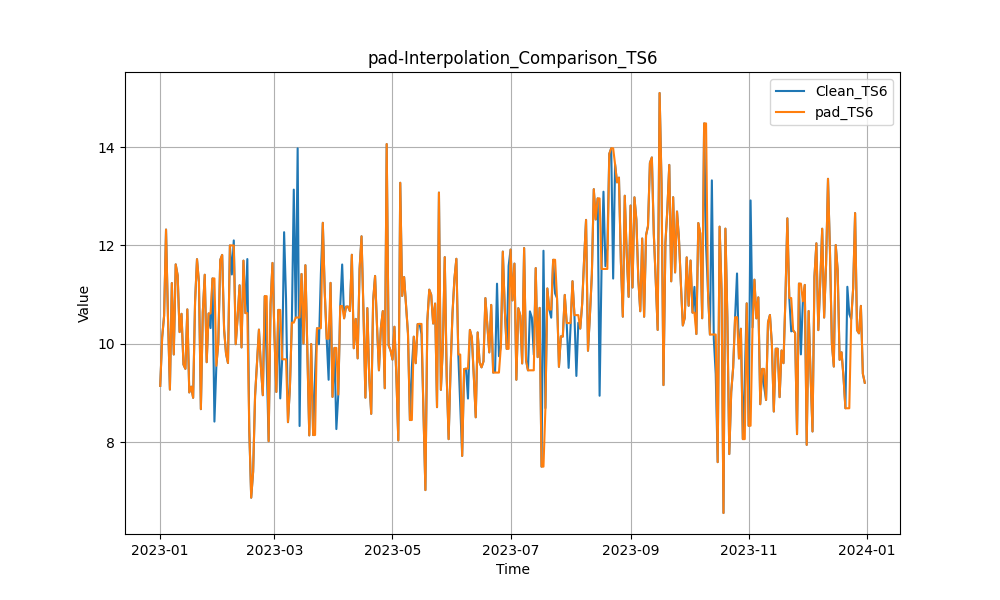 pad-Interpolation_Comparison_TS6
Clean_TS6
pad_TS6
Value
14
12
10
8
2023-01
2023-03
2023-05
2023-07
2023-09
2023-11
2024-01
Time